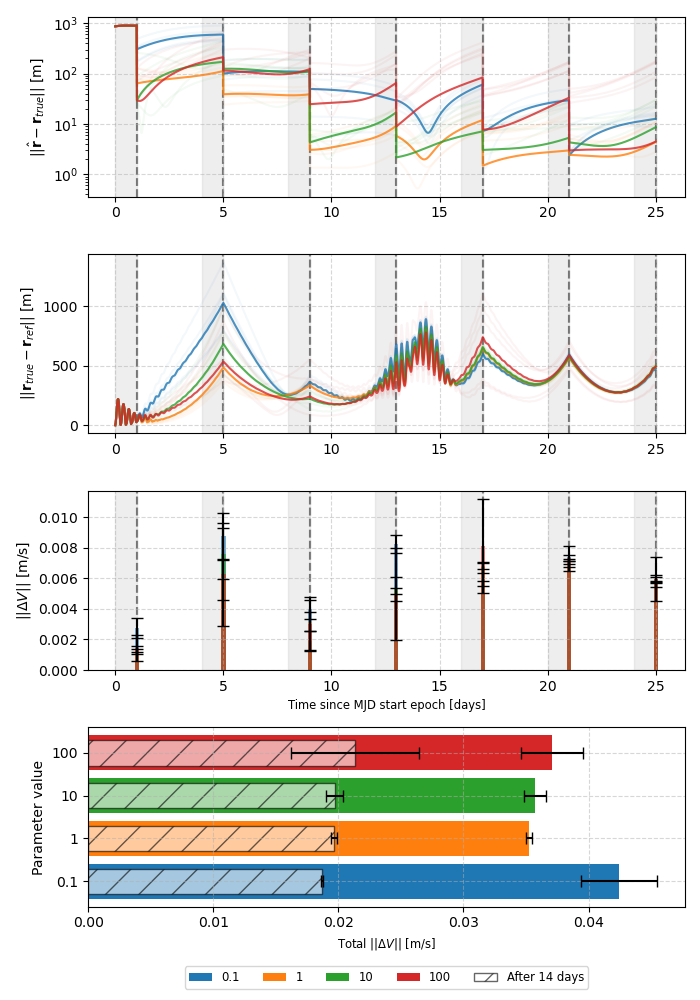 ||r̂ − r_true|| [m]
10³
10²
10¹
10⁰
0 5 10 15 20 25
||r_true − r_ref|| [m]
1000
500
0
0 5 10 15 20 25
||ΔV|| [m/s]
0.010
0.008
0.006
0.004
0.002
0.000
0 5 10 15 20 25
Time since MJD start epoch [days]
Parameter value
100
10
1
0.1
0.00 0.01 0.02 0.03 0.04
Total ||ΔV|| [m/s]
0.1 1 10 100 After 14 days